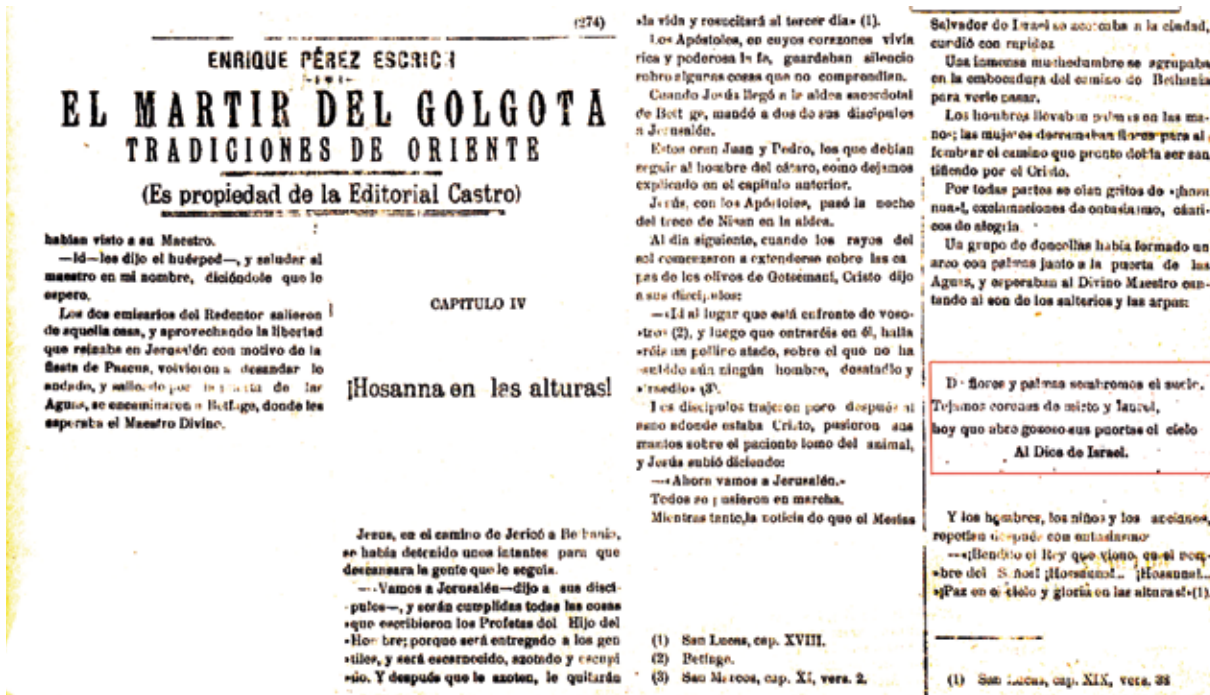 (274)
ENRIQUE PÉREZ ESCRICH
EL MARTIR DEL GOLGOTA
TRADICIONES DE ORIENTE
(Es propiedad de la Editorial Castro)
habían visto a su Maestro.
—Id—les dijo el huésped—, y saludar al
maestro en mi nombre, diciéndole que lo
espero.
Los dos emisarios del Redentor salieron
de aquella casa, y aprovechando la libertad
que reinaba en Jerusalén con motivo de la
fiesta de Pascua, volvieron a desandar lo
andado, y saliendo por la puerta de las
Aguas, se encaminaron a Betfage, donde les
esperaba el Maestro Divino.
CAPITULO IV
¡Hosanna en las alturas!
Jesús, en el camino de Jericó a Bethania,
se había detenido unos intantes para que
descansara la gente que le seguía.
—«Vamos a Jerusalén—dijo a sus disci-
pulos—, y serán cumplidas todas las cosas
»que escribieron los Profetas del Hijo del
»Hombre; porque será entregado a los gen
»tiles, y será escarnecido, azotado y escupi
»do. Y después que le azoten, le quitarán
»la vida y resucitará al tercer día» (1).
Los Apóstoles, en cuyos corazones vivía
rica y poderosa la fe, guardaban silencio
sobre algunas cosas que no comprendían.
Cuando Jesús llegó a la aldea sacerdotal
de Betfage, mandó a dos de sus discípulos
a Jerusalén.
Estos eran Juan y Pedro, los que debían
seguir al hombre del cántaro, como dejamos
explicado en el capítulo anterior.
Jesús, con los Apóstoles, pasó la noche
del trece de Nisan en la aldea.
Al día siguiente, cuando los rayos del
sol comenzaron a extenderse sobre las co
pas de los olivos de Getsemaní, Cristo dijo
a sus discípulos:
—«Id al lugar que está enfrente de voso-
»tros (2), y luego que entraréis en él, halla
»réis un pollino atado, sobre el que no ha
»subido aún ningún hombre, desatadlo y
»traedlo» (3).
Los discípulos trajeron poco después al
asno adonde estaba Cristo, pusieron sus
mantos sobre el paciente lomo del animal,
y Jesús subió diciendo:
—«Ahora vamos a Jerusalén.»
Todos se pusieron en marcha.
Mientras tanto, la noticia de que el Mesías
(1) San Lucas, cap. XVIII.
(2) Betfage.
(3) San Marcos, cap. XI, vers. 2.
Salvador de Israel se acercaba a la ciudad,
cundió con rapidez
Una inmensa muchedumbre se agrupaba
en la embocadura del camino de Bethania
para verle pasar.
Los hombres llevaban palmas en las ma-
nos; las mujeres derramaban flores para al
fombrar el camino que pronto debía ser san
tificado por el Cristo.
Por todas partes se oían gritos de «¡hosan
nna»!, exclamaciones de entusiasmo, cánti-
cos de alegría.
Un grupo de doncellas había formado un
arco con palmas junto a la puerta de las
Aguas, y esperaban al Divino Maestro can-
tando al son de los salterios y las arpas:
De flores y palmas sembremos el suelo.
Tejamos coronas de mirto y laurel,
hoy que abre gozoso sus puertas el cielo
Al Dios de Israel.
Y los hombres, los niños y los ancianos,
repetían después con entusiasmo
—«¡Bendito el Rey que viene, en el nom-
»bre del Señor! ¡Hossanna!... ¡Hosanna!...
»¡Paz en el cielo y gloria en las alturas!»(1).
(1) San Lucas, cap. XIX, vers. 38